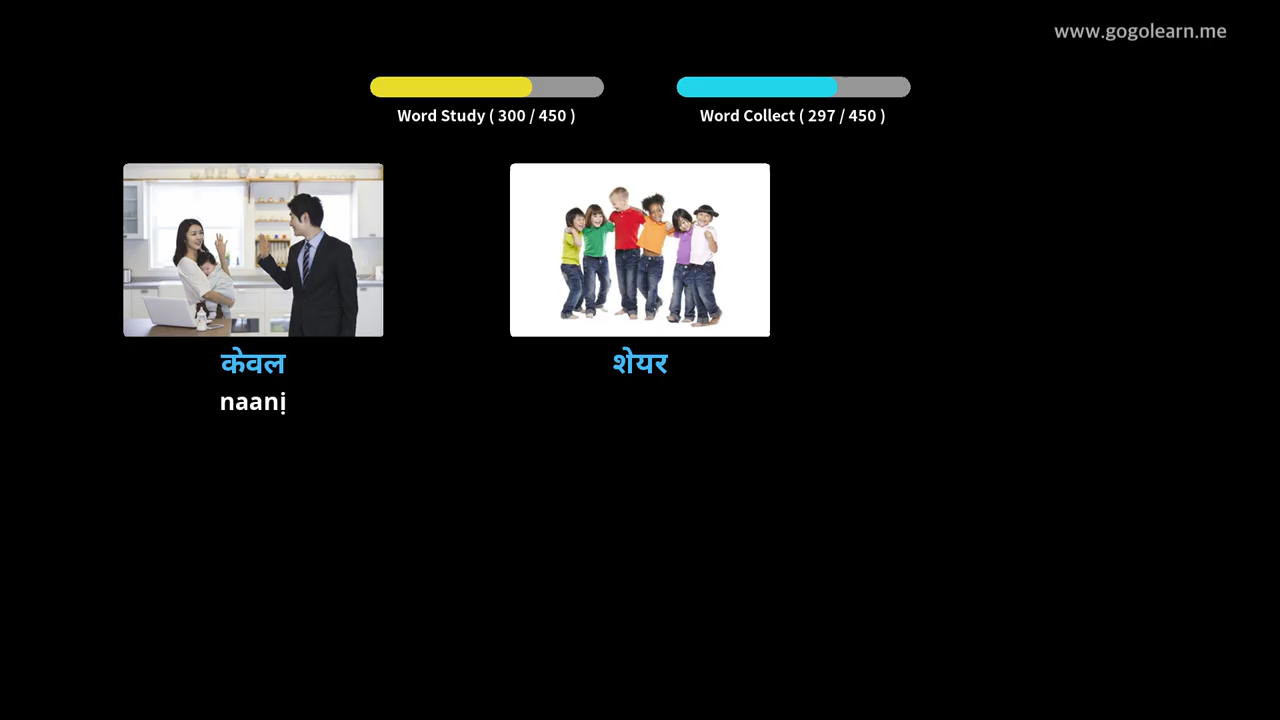 www.gogolearn.me
Word Study ( 300 / 450 )
Word Collect ( 297 / 450 )
केवल
शेयर
naanị